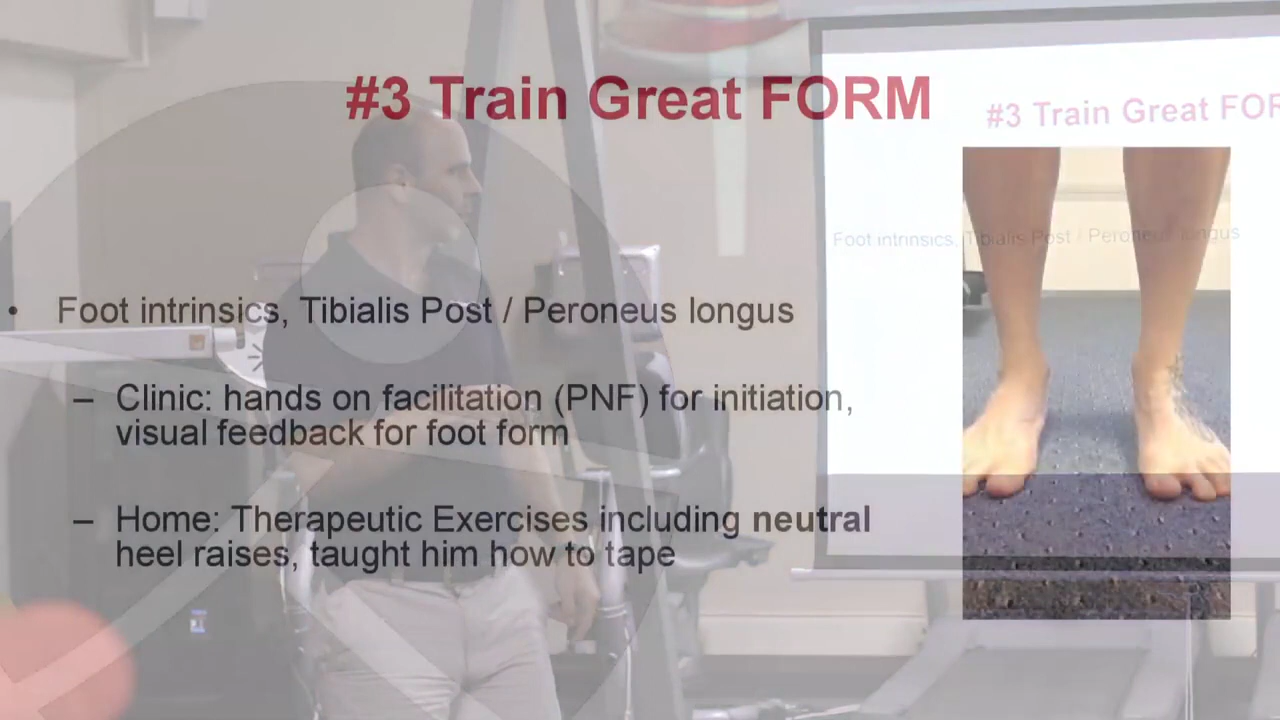 #3 Train Great FORM
#3 Train Great FOR
Foot intrinsics, Tibialis Post / Peroneus longus
• Foot intrinsics, Tibialis Post / Peroneus longus
– Clinic: hands on facilitation (PNF) for initiation,
visual feedback for foot form
– Home: Therapeutic Exercises including neutral
heel raises, taught him how to tape